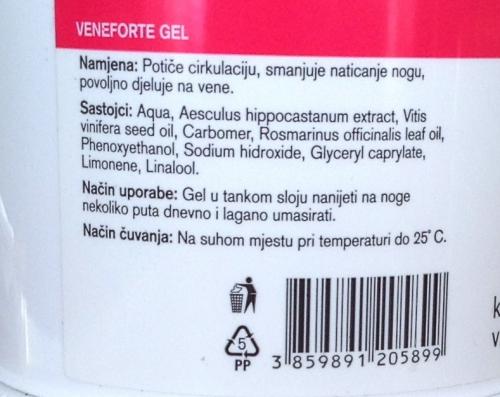 VENEFORTE GEL
Namjena: Potiče cirkulaciju, smanjuje naticanje nogu,
povoljno djeluje na vene.
Sastojci: Aqua, Aesculus hippocastanum extract, Vitis
vinifera seed oil, Carbomer, Rosmarinus officinalis leaf oil,
Phenoxyethanol, Sodium hidroxide, Glyceryl caprylate,
Limonene, Linalool.
Način uporabe: Gel u tankom sloju nanijeti na noge
nekoliko puta dnevno i lagano umasirati.
Način čuvanja: Na suhom mjestu pri temperaturi do 25° C.
5
PP
3 859891 205899